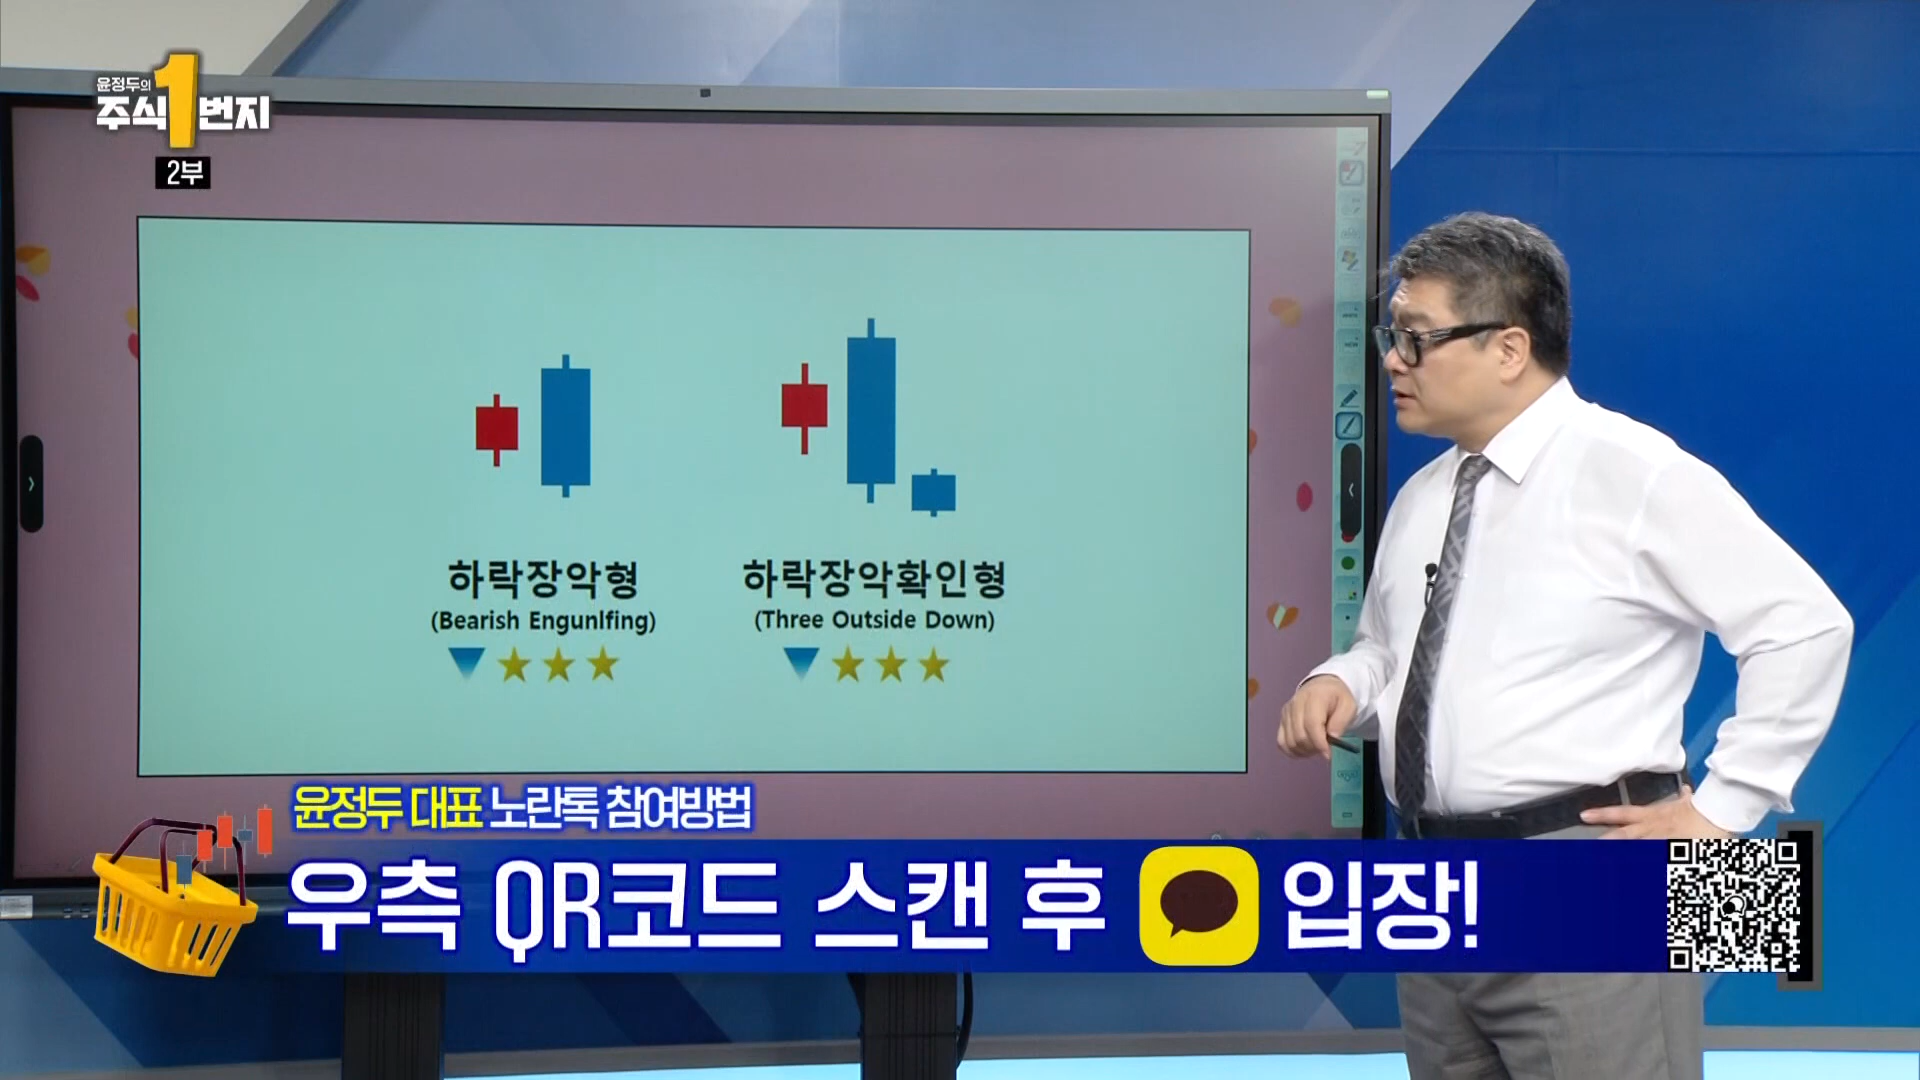 윤정두의
주식1번지
2부
하락장악형
(Bearish Engunlfing)
하락장악확인형
(Three Outside Down)
윤정두 대표 노란톡 참여방법
우측 QR코드 스캔 후 입장!